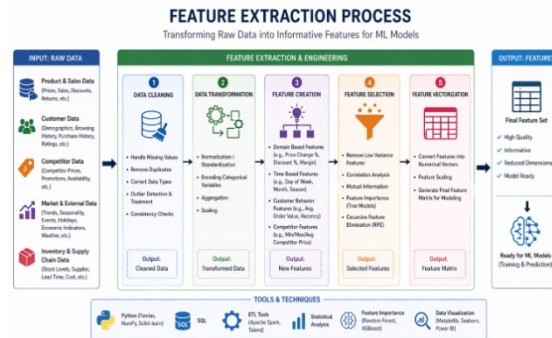 FEATURE EXTRACTION PROCESS
Transforming Raw Data into Informative Features for ML Models
INPUT: RAW DATA
Product & Sales Data
(Prices, Sales, Discounts,
Returns, etc.)
Customer Data
(Demographics, Browsing
History, Purchase History,
Ratings, etc.)
Competitor Data
(Competitor Prices,
Promotions, Availability,
etc.)
Market & External Data
(Trends, Seasonality,
Events, Holidays,
Economic Indicators,
Weather, etc.)
Inventory & Supply
Chain Data
(Stock Levels, Supplier,
Lead Time, Cost, etc.)
FEATURE EXTRACTION & ENGINEERING
1
DATA CLEANING
• Handle Missing Values
• Remove Duplicates
• Correct Data Types
• Outlier Detection &
Treatment
• Consistency Checks
Output:
Cleaned Data
2
DATA TRANSFORMATION
• Normalization /
Standardization
• Encoding Categorical
Variables
• Aggregation
• Scaling
Output:
Transformed Data
3
FEATURE CREATION
• Domain Based Features
(e.g., Price Change %,
Discount %, Margin)
• Time Based Features
(e.g., Day of Week,
Month, Season)
• Customer Behavior
Features (e.g., Avg.
Order Value, Recency)
• Competitor Features
(e.g., Min/Max/Avg
Competitor Price)
Output:
New Features
4
FEATURE SELECTION
• Remove Low Variance
Features
• Correlation Analysis
• Mutual Information
• Feature Importance
(Tree Models)
• Feature
Elimination (RFE)
Output:
Selected Features
5
FEATURE VECTORIZATION
• Convert Features into
Numerical Vectors
• Feature Scaling
• Generate Final Feature
Matrix for Modeling
Output:
Feature Matrix
OUTPUT: FEATURES
Final Feature Set
✓ High Quality
✓ Informative
✓ Reduced Dimensiona
✓ Model Ready
Ready for ML Models
(Training & Prediction)
TOOLS & TECHNIQUES
Python (Pandas,
NumPy, Scikit-learn)
SQL
SQL
ETL Tools
(Apache Spark,
Talend)
Statistical
Analysis
Feature Importance
(Random Forest,
XGBoost)
Data Visualization
(Matplotlib, Seaborn,
Power BI)